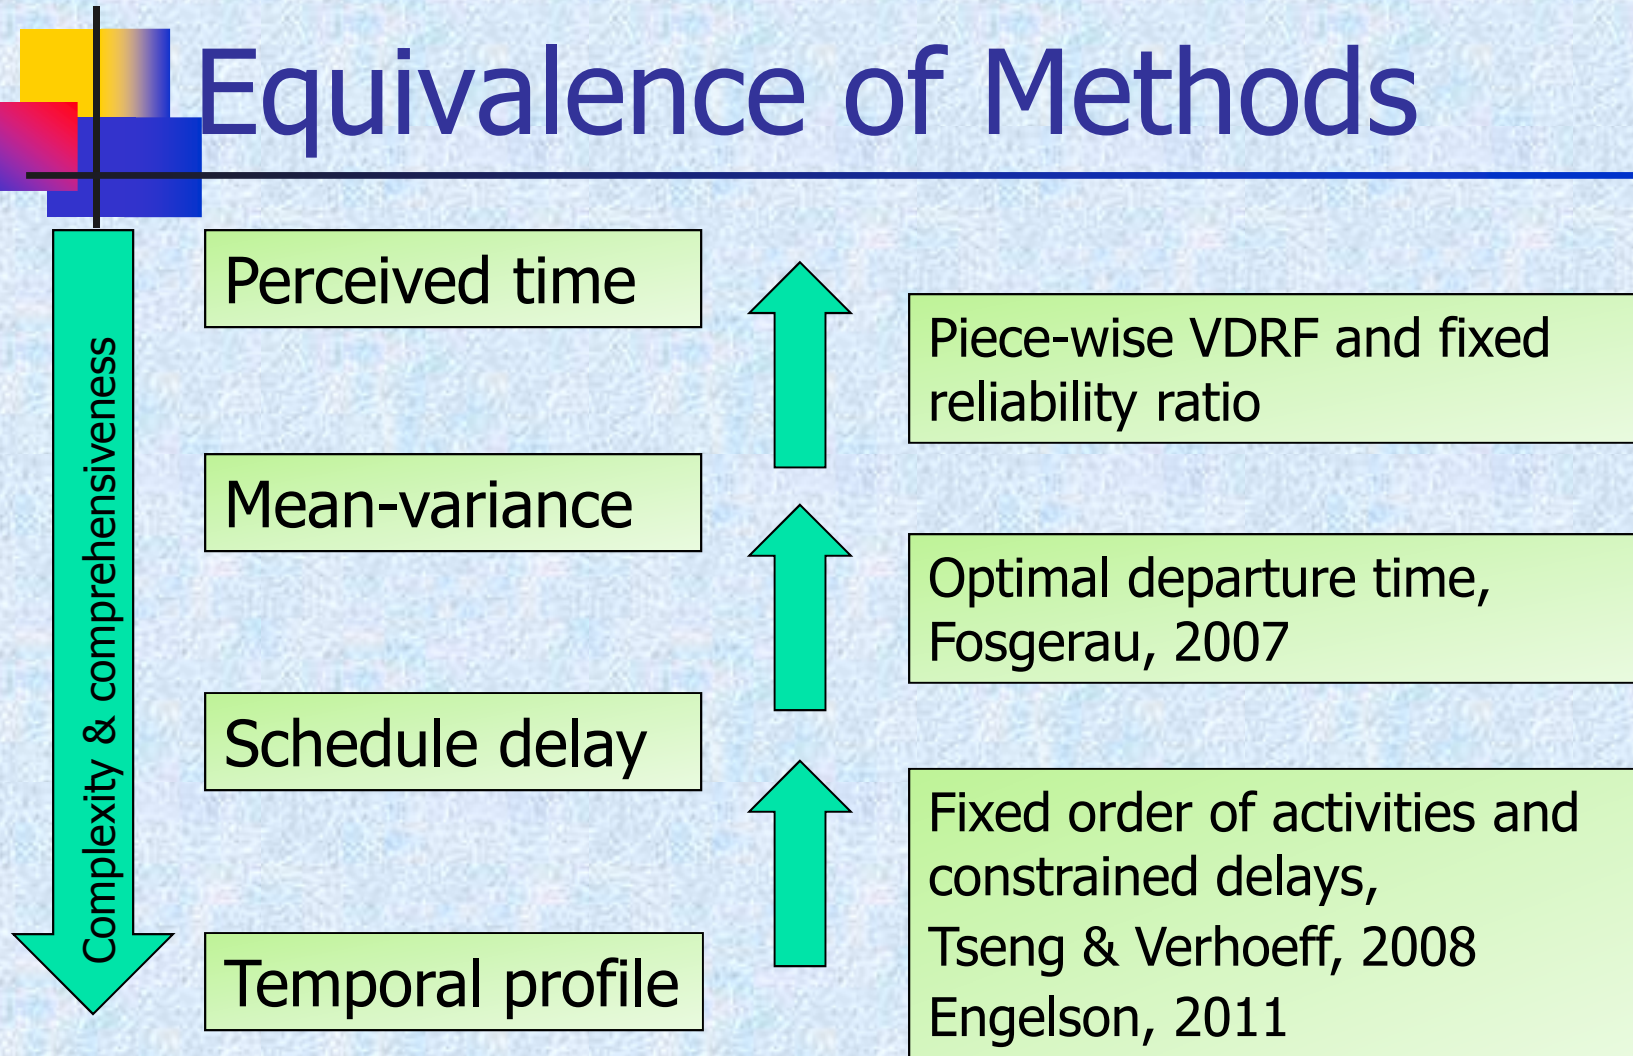 Equivalence of Methods
Complexity & comprehensiveness
Perceived time
Piece-wise VDRF and fixed
reliability ratio
Mean-variance
Optimal departure time,
Fosgerau, 2007
Schedule delay
Fixed order of activities and
constrained delays,
Tseng & Verhoeff, 2008
Engelson, 2011
Temporal profile